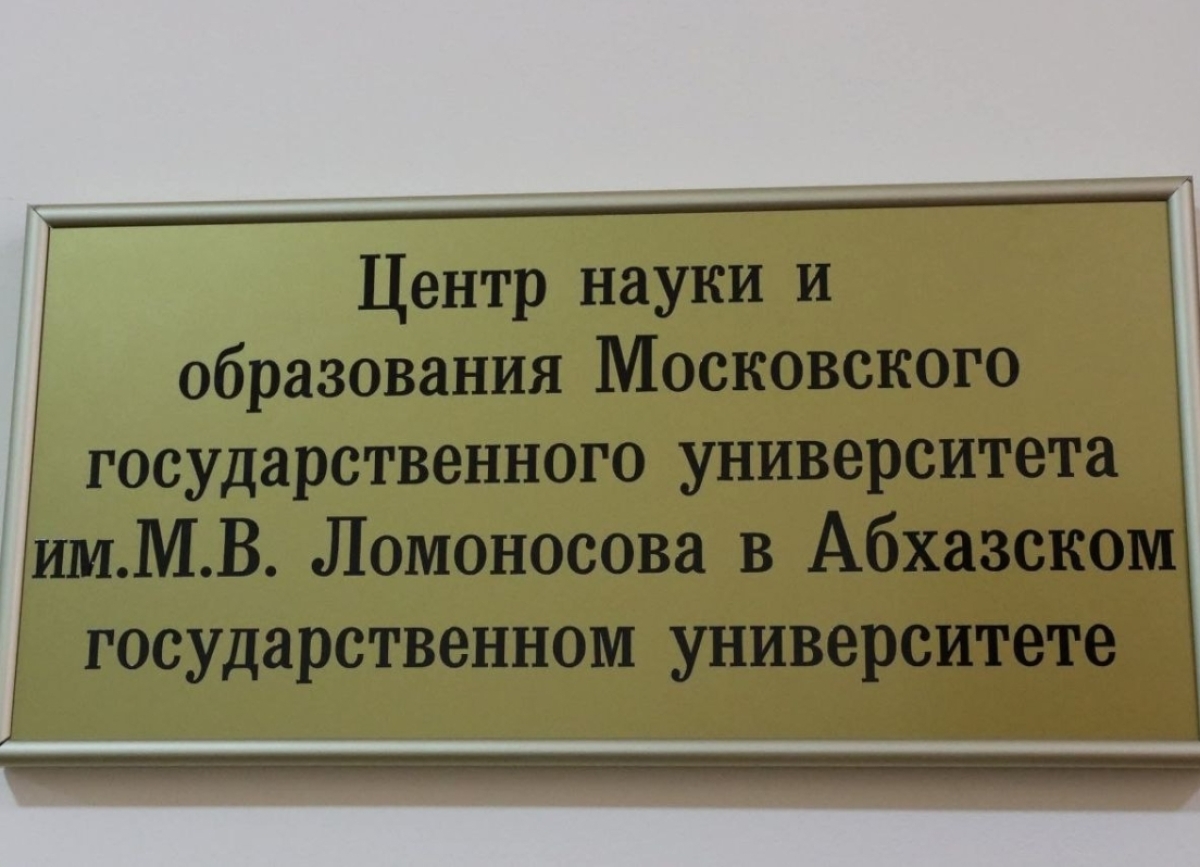 Центр науки и
образования Московского
государственного университета
им.М.В. Ломоносова в Абхазском
государственном университете